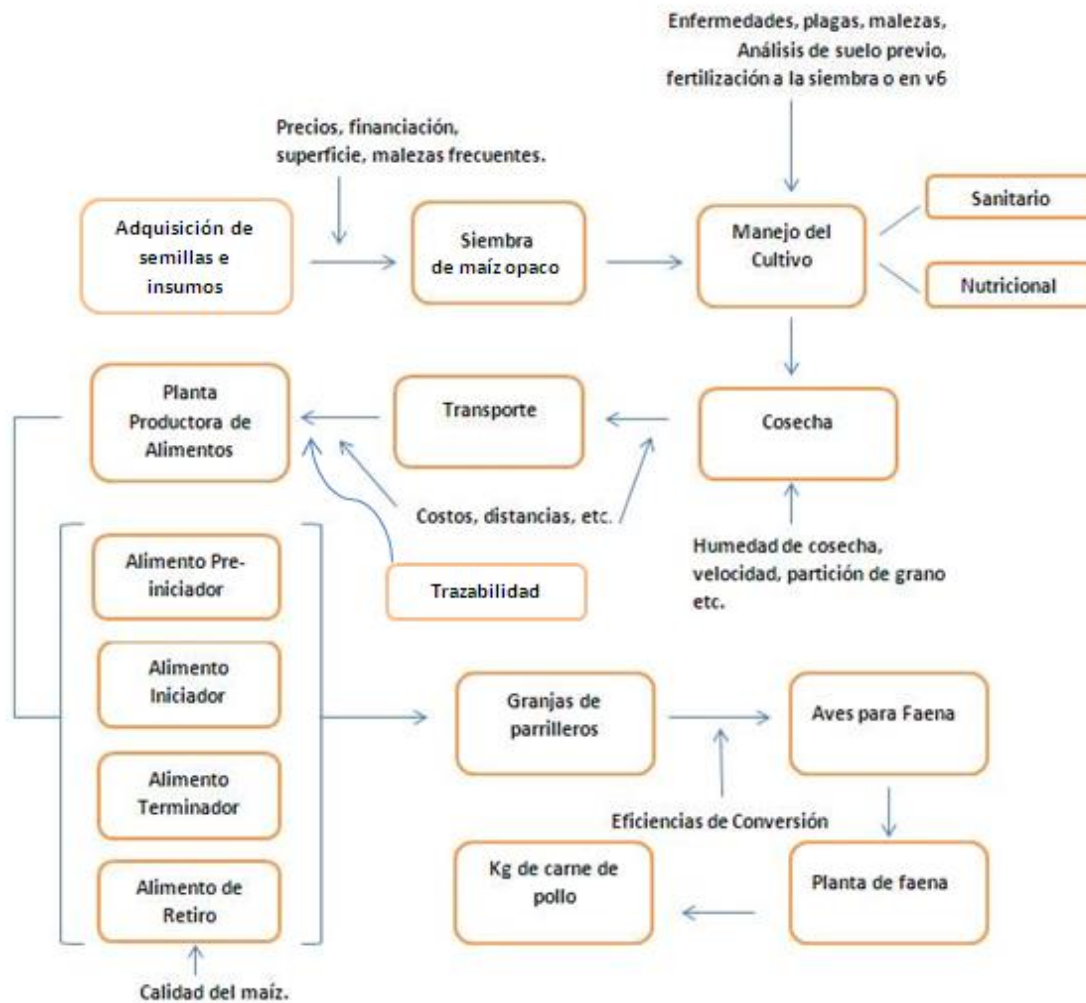 Enfermedades, plagas, malezas,
Análisis de suelo previo,
fertilización a la siembra o en v6
Precios, financiación,
superficie, malezas frecuentes.
Adquisición de
semillas e
insumos
Siembra
de maíz opaco
Manejo del
Cultivo
Sanitario
Nutricional
Planta
Productora de
Alimentos
Transporte
Cosecha
Costos, distancias, etc.
Trazabilidad
Humedad de cosecha,
velocidad, partición de grano
etc.
Alimento Pre-
iniciador
Alimento
Iniciador
Alimento
Terminador
Alimento de
Retiro
Calidad del maíz.
Granjas de
parrilleros
Aves para Faena
Eficiencias de Conversión
Kg de carne de
pollo
Planta de faena